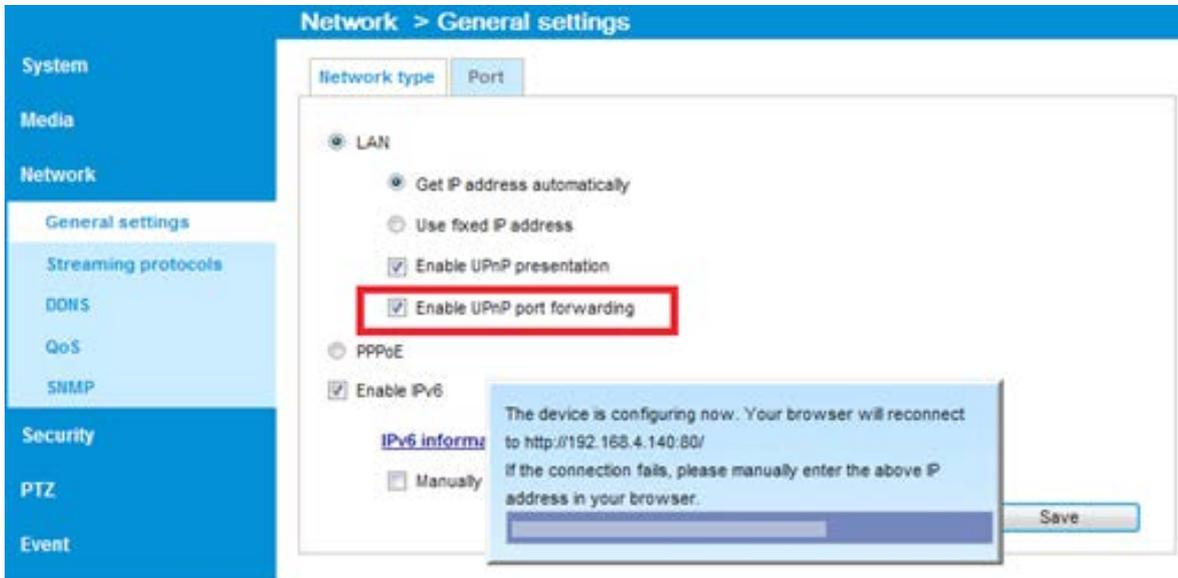 Network > General settings
System
Media
Network
General settings
Streaming protocols
DDNS
QoS
SNMP
Security
PTZ
Event
Network type
Port
LAN
Get IP address automatically
Use fixed IP address
Enable UPnP presentation
Enable UPnP port forwarding
PPPoE
Enable IPv6
IPv6 informa
Manually
The device is configuring now. Your browser will reconnect
to http://192.168.4.140:80/
If the connection fails, please manually enter the above IP
address in your browser.
Save